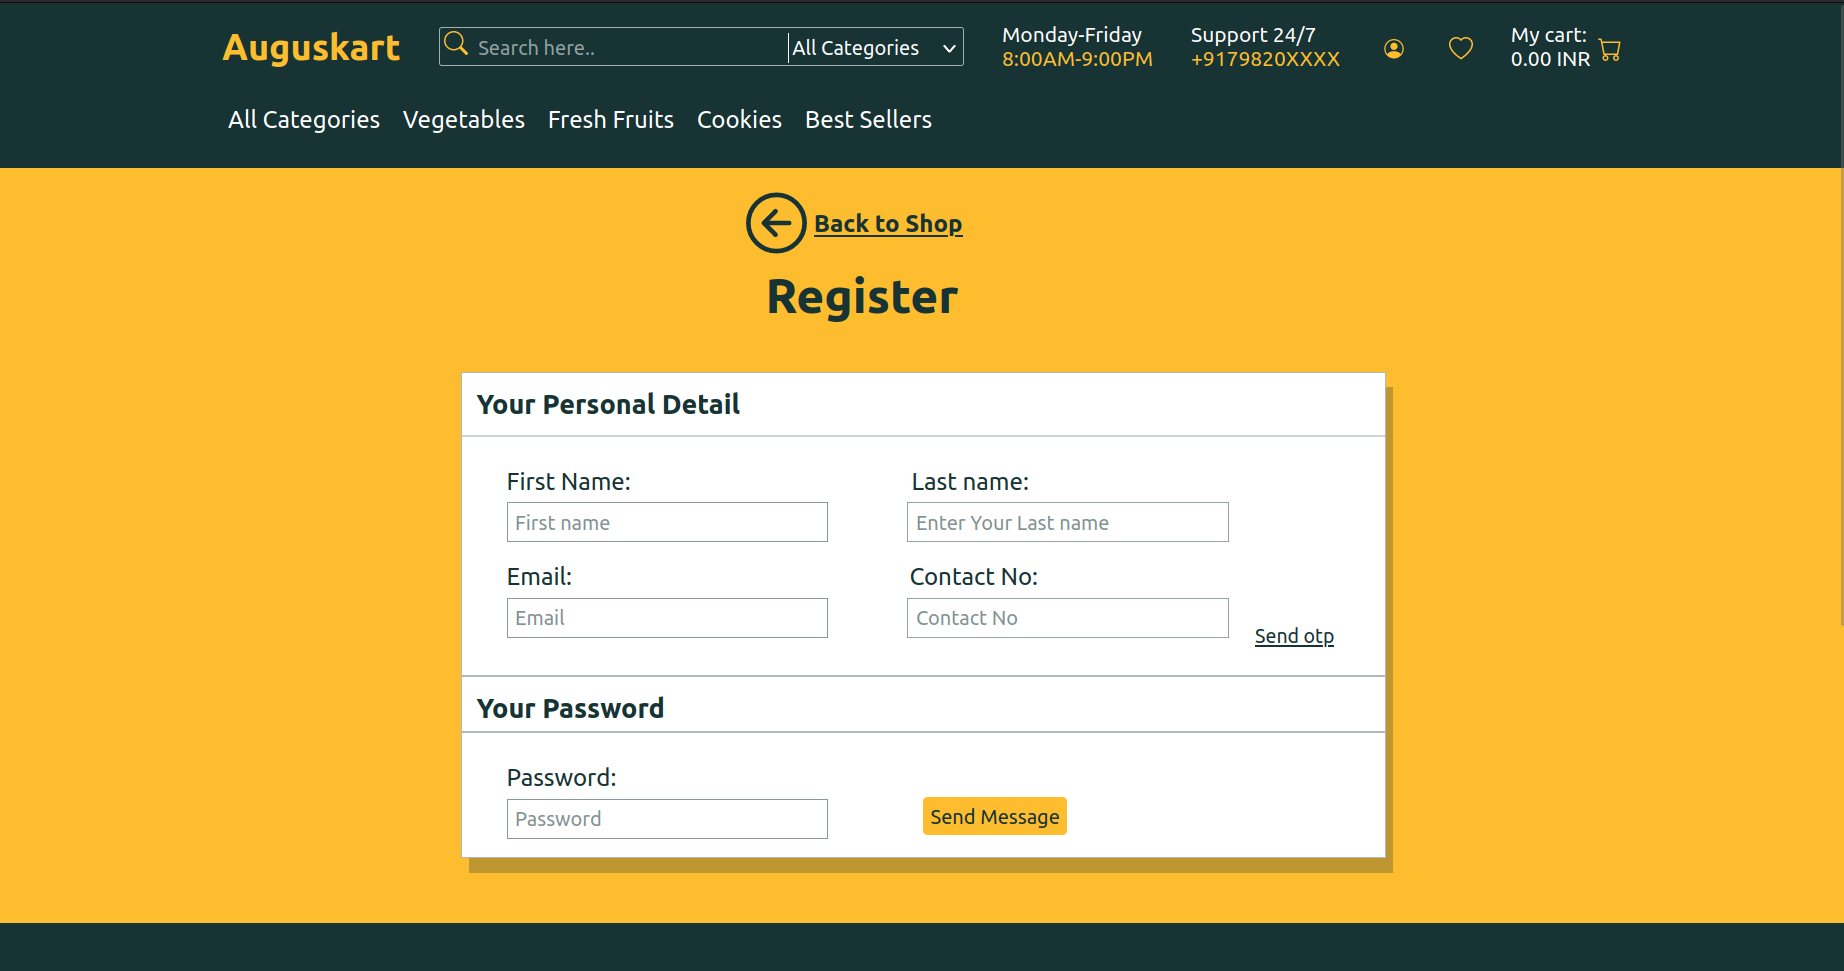 Auguskart
Search here..
All Categories
Monday-Friday
8:00AM-9:00PM
Support 24/7
+9179820XXXX
My cart:
0.00 INR
All Categories Vegetables Fresh Fruits Cookies Best Sellers
Back to Shop
Register
Your Personal Detail
First Name: Last name:
First name Enter Your Last name
Email: Contact No:
Email Contact No
Send otp
Your Password
Password:
Password Send Message